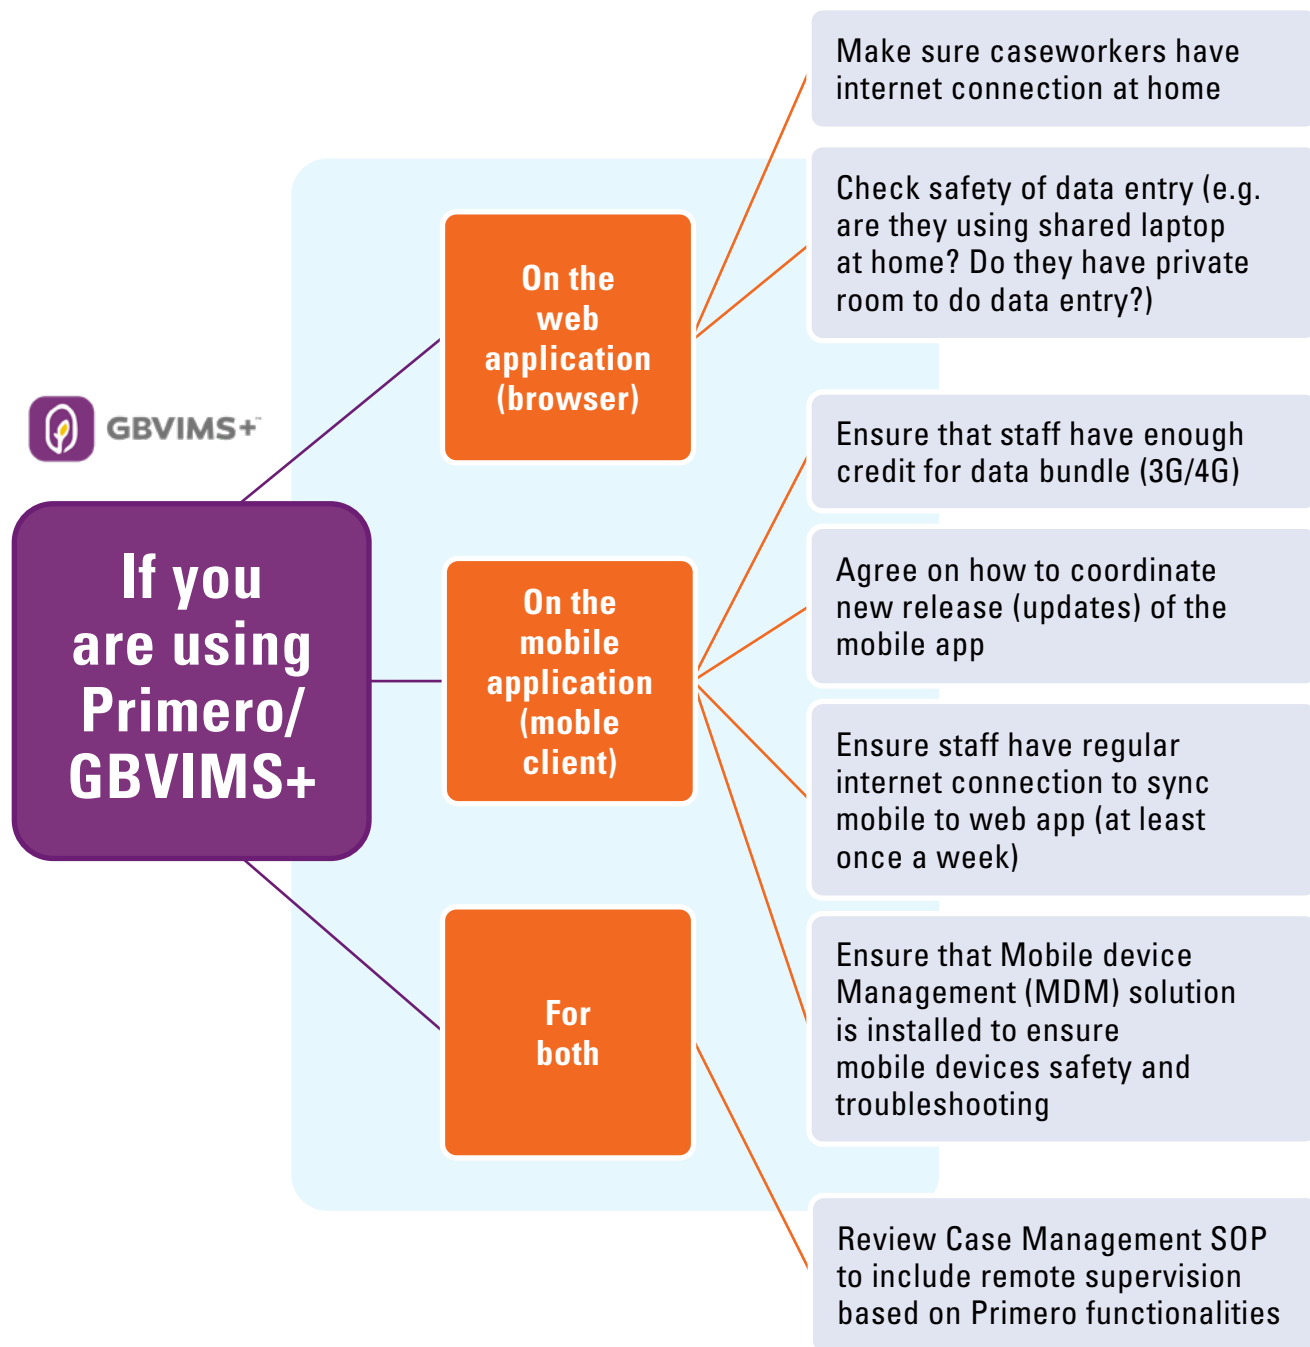 GBVIMS+™
If you
are using
Primero/
GBVIMS+
On the
web
application
(browser)
Make sure caseworkers have
internet connection at home
Check safety of data entry (e.g.
are they using shared laptop
at home? Do they have private
room to do data entry?)
On the
mobile
application
(moble
client)
Ensure that staff have enough
credit for data bundle (3G/4G)
Agree on how to coordinate
new release (updates) of the
mobile app
Ensure staff have regular
internet connection to sync
mobile to web app (at least
once a week)
Ensure that Mobile device
Management (MDM) solution
is installed to ensure
mobile devices safety and
troubleshooting
For
both
Review Case Management SOP
to include remote supervision
based on Primero functionalities